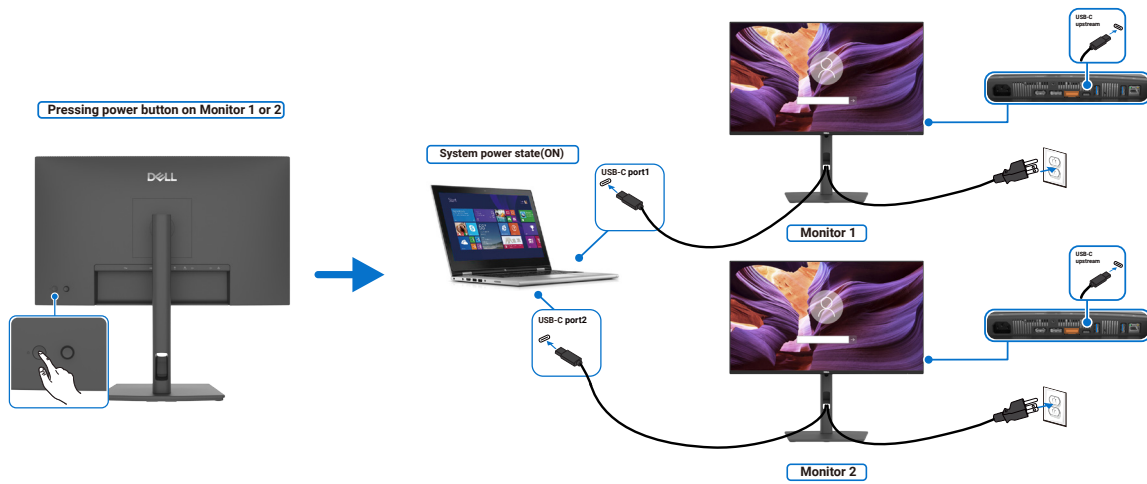 Pressing power button on Monitor 1 or 2
DELL
System power state(ON)
USB-C port1
USB-C
upstream
Monitor 1
USB-C port2
USB-C
upstream
Monitor 2